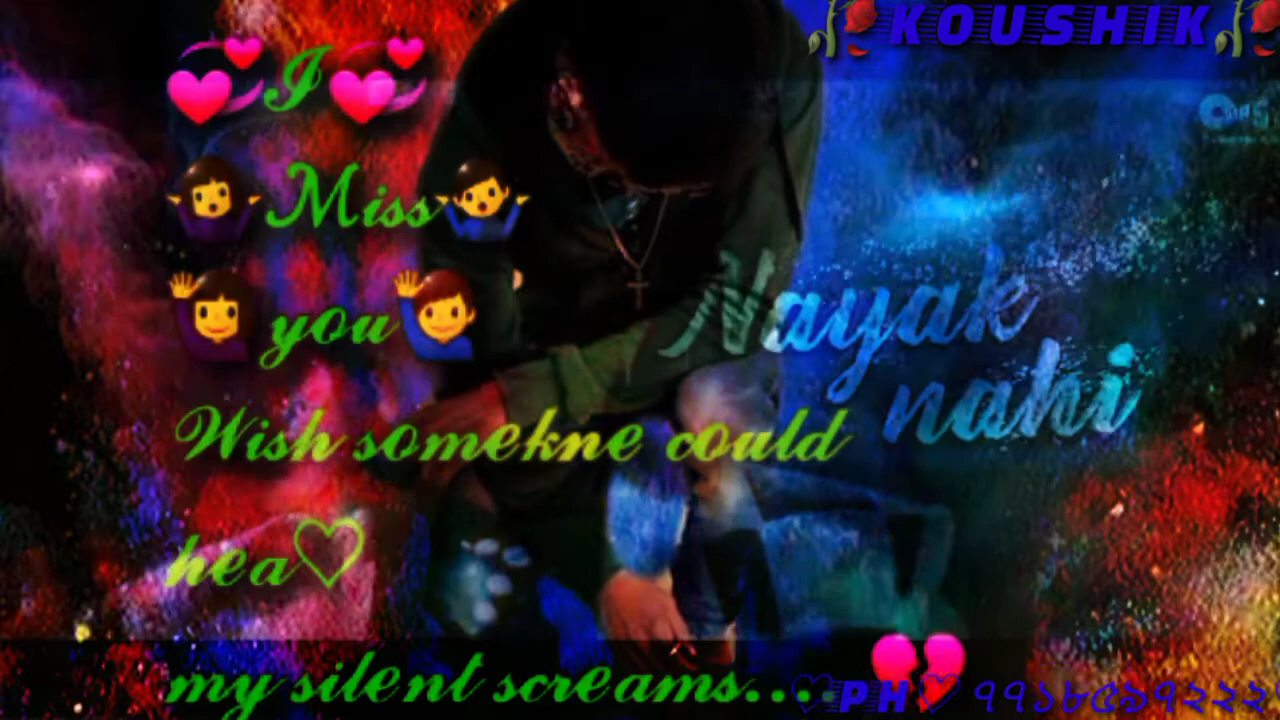 🥀KOUSHIK🥀
💞I💞
🤷‍♀️Miss🤷
you
Nayak
nahi
Wish somekne could
hea♡
my silent screams....💔
♡PH♡